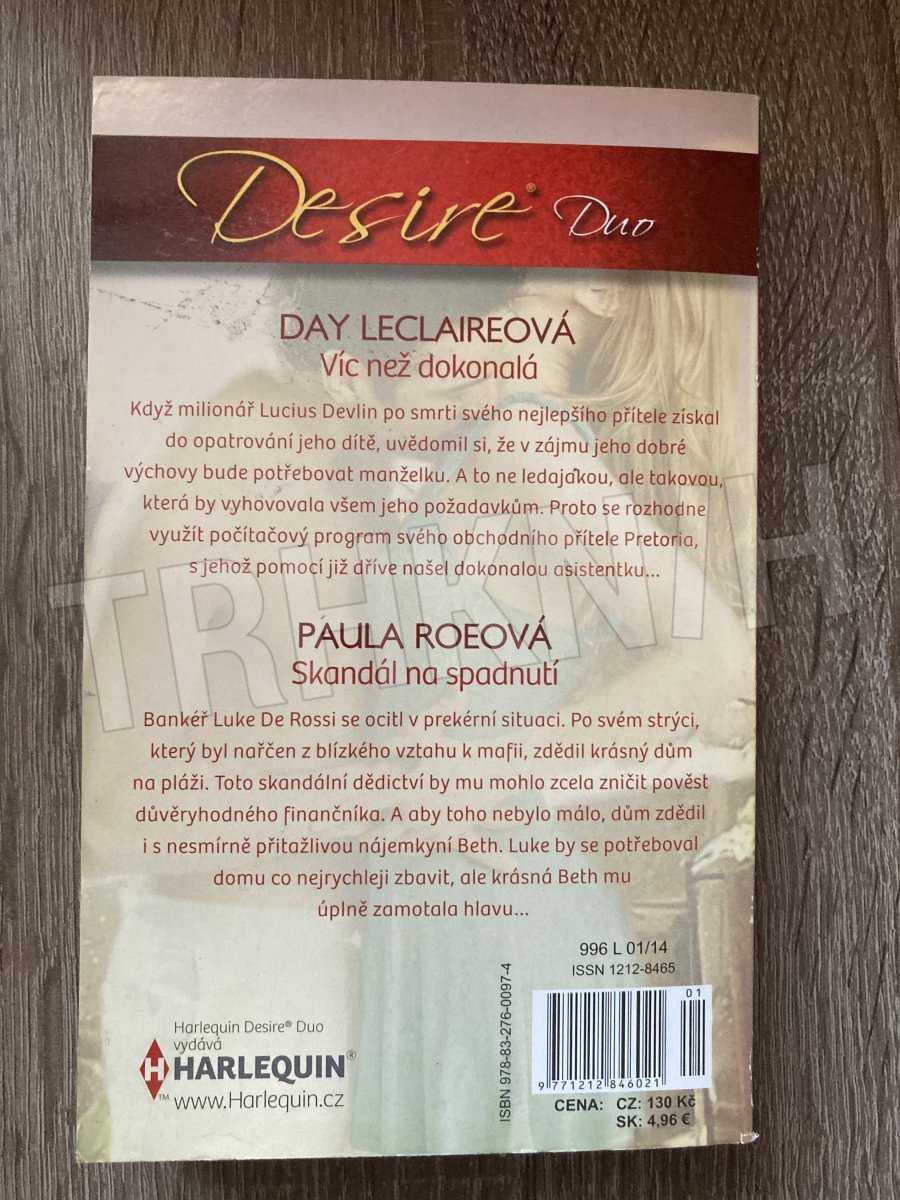 Desire® Duo
DAY LECLAIREOVÁ
Víc než dokonalá
Když milionář Lucius Devlin po smrti svého nejlepšího přítele získal
do opatrování jeho dítě, uvědomil si, že v zájmu jeho dobré
výchovy bude potřebovat manželku. A to ne ledajakou, ale takovou,
která by vyhovovala všem jeho požadavkům. Proto se rozhodne
využít počítačový program svého obchodního přítele Pretoria,
s jehož pomocí již dříve našel dokonalou asistentku...
TRHKNIH
PAULA ROEOVÁ
Skandál na spadnutí
Bankéř Luke De Rossi se ocitl v prekérní situaci. Po svém strýci,
který byl nařčen z blízkého vztahu k mafii, zdědil krásný dům
na pláži. Toto skandální dědictví by mu mohlo zcela zničit pověst
důvěryhodného finančníka. A aby toho nebylo málo, dům zdědil
i s nesmírně přitažlivou nájemkyní Beth. Luke by se potřeboval
domu co nejrychleji zbavit, ale krásná Beth mu
úplně zamotala hlavu...
996 L 01/14
ISSN 1212-8465
01
ISBN 978-83-276-0097-4
9 771212 846021
CENA: CZ: 130 Kč
SK: 4,96 €
Harlequin Desire® Duo
vydává
H HARLEQUIN®
™ www.Harlequin.cz